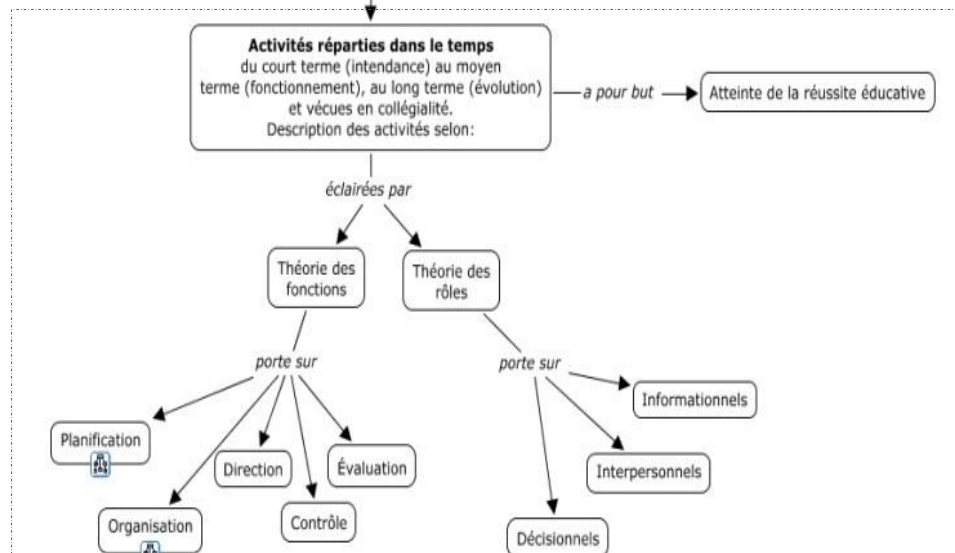 Activités réparties dans le temps
du court terme (intendance) au moyen
terme (fonctionnement), au long terme (évolution)
et vécues en collégialité.
Description des activités selon:
a pour but
Atteinte de la réussite éducative
éclairées par
Théorie des
fonctions
Théorie des
rôles
porte sur
porte sur
Planification
Organisation
Direction
Contrôle
Évaluation
Informationnels
Interpersonnels
Décisionnels